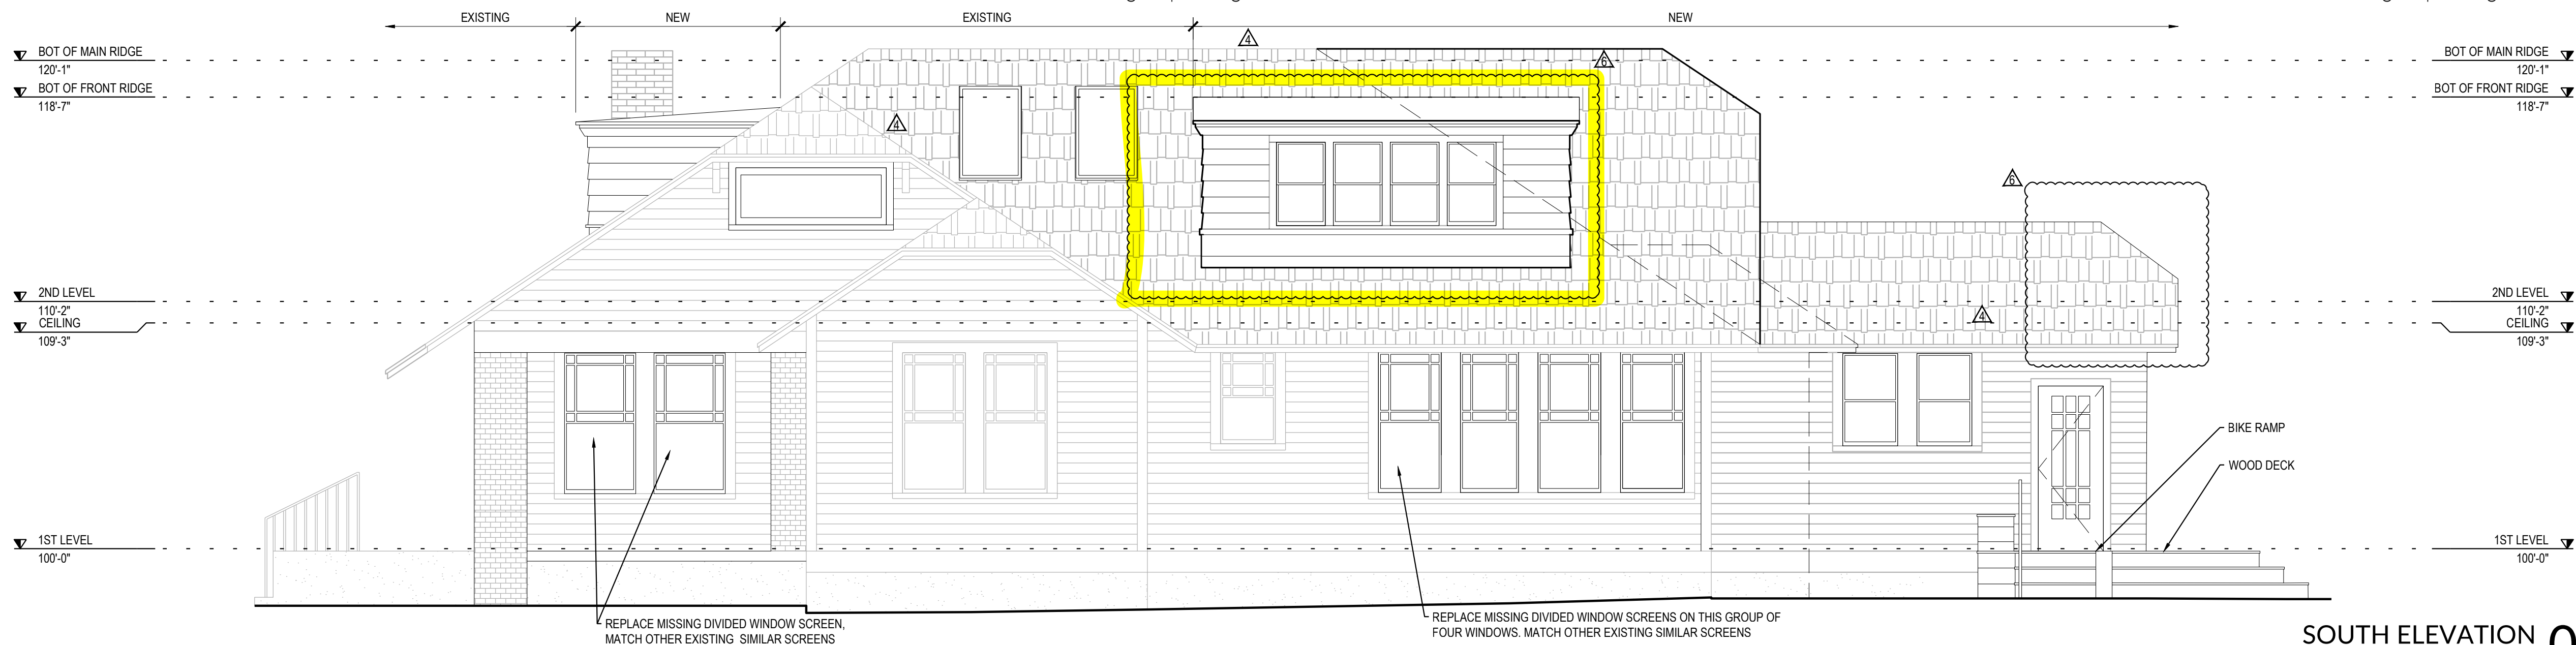 EXISTING
NEW
EXISTING
NEW
4
6
BOT OF MAIN RIDGE
120'-1"
BOT OF FRONT RIDGE
118'-7"
BOT OF MAIN RIDGE
120'-1"
BOT OF FRONT RIDGE
118'-7"
4
6
2ND LEVEL
110'-2"
CEILING
109'-3"
4
2ND LEVEL
110'-2"
CEILING
109'-3"
BIKE RAMP
WOOD DECK
1ST LEVEL
100'-0"
1ST LEVEL
100'-0"
REPLACE MISSING DIVIDED WINDOW SCREEN,
MATCH OTHER EXISTING SIMILAR SCREENS
REPLACE MISSING DIVIDED WINDOW SCREENS ON THIS GROUP OF
FOUR WINDOWS. MATCH OTHER EXISTING SIMILAR SCREENS
SOUTH ELEVATION